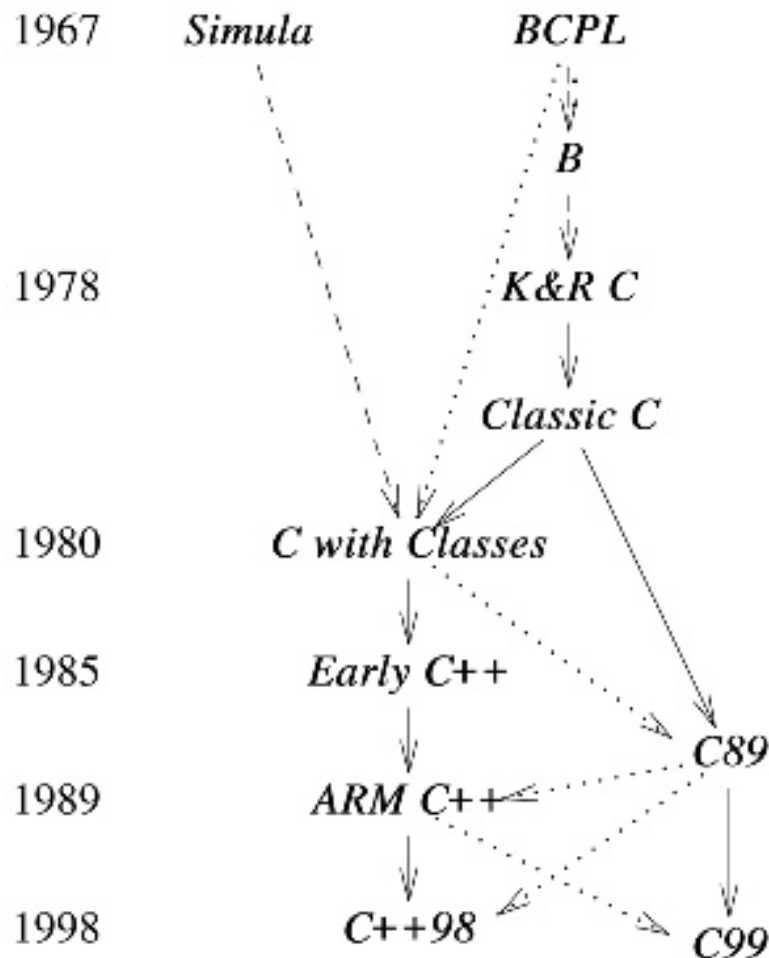 1967 Simula BCPL
B
1978 K&R C
Classic C
1980 C with Classes
1985 Early C++
C89
1989 ARM C++
1998 C++98 C99